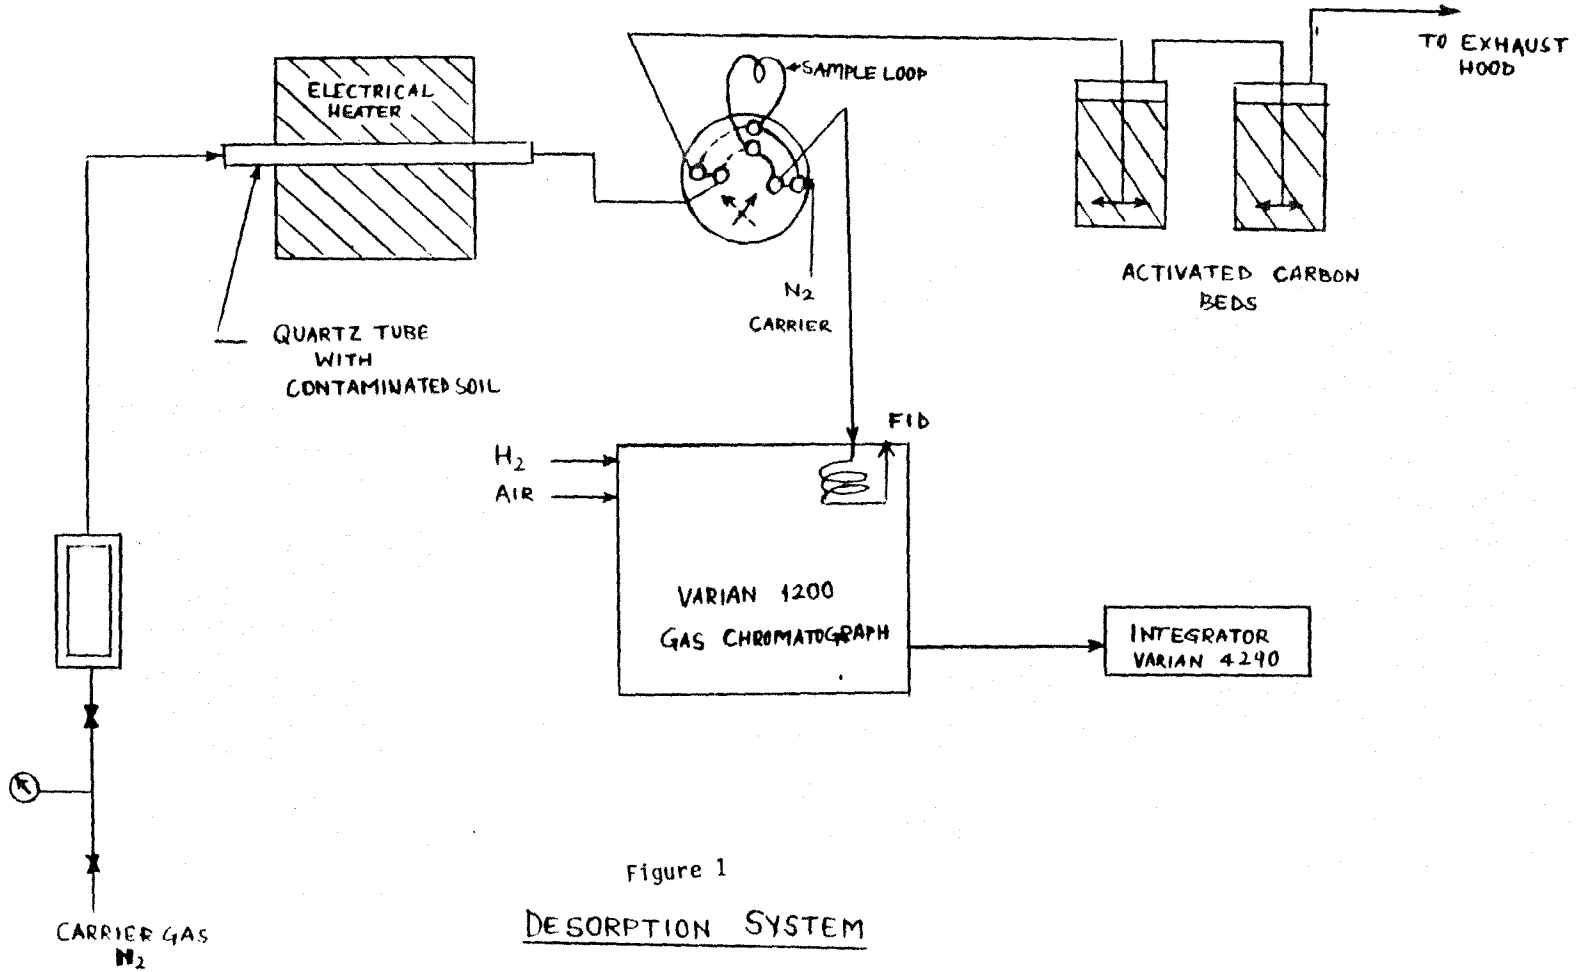 TO EXHAUST
HOOD
SAMPLE LOOP
ELECTRICAL
HEATER
ACTIVATED CARBON
BEDS
N2
CARRIER
QUARTZ TUBE
WITH
CONTAMINATED SOIL
FID
H2
AIR
VARIAN 1200
GAS CHROMATOGRAPH
INTEGRATOR
VARIAN 4290
Figure 1
DESORPTION SYSTEM
CARRIER GAS
N2